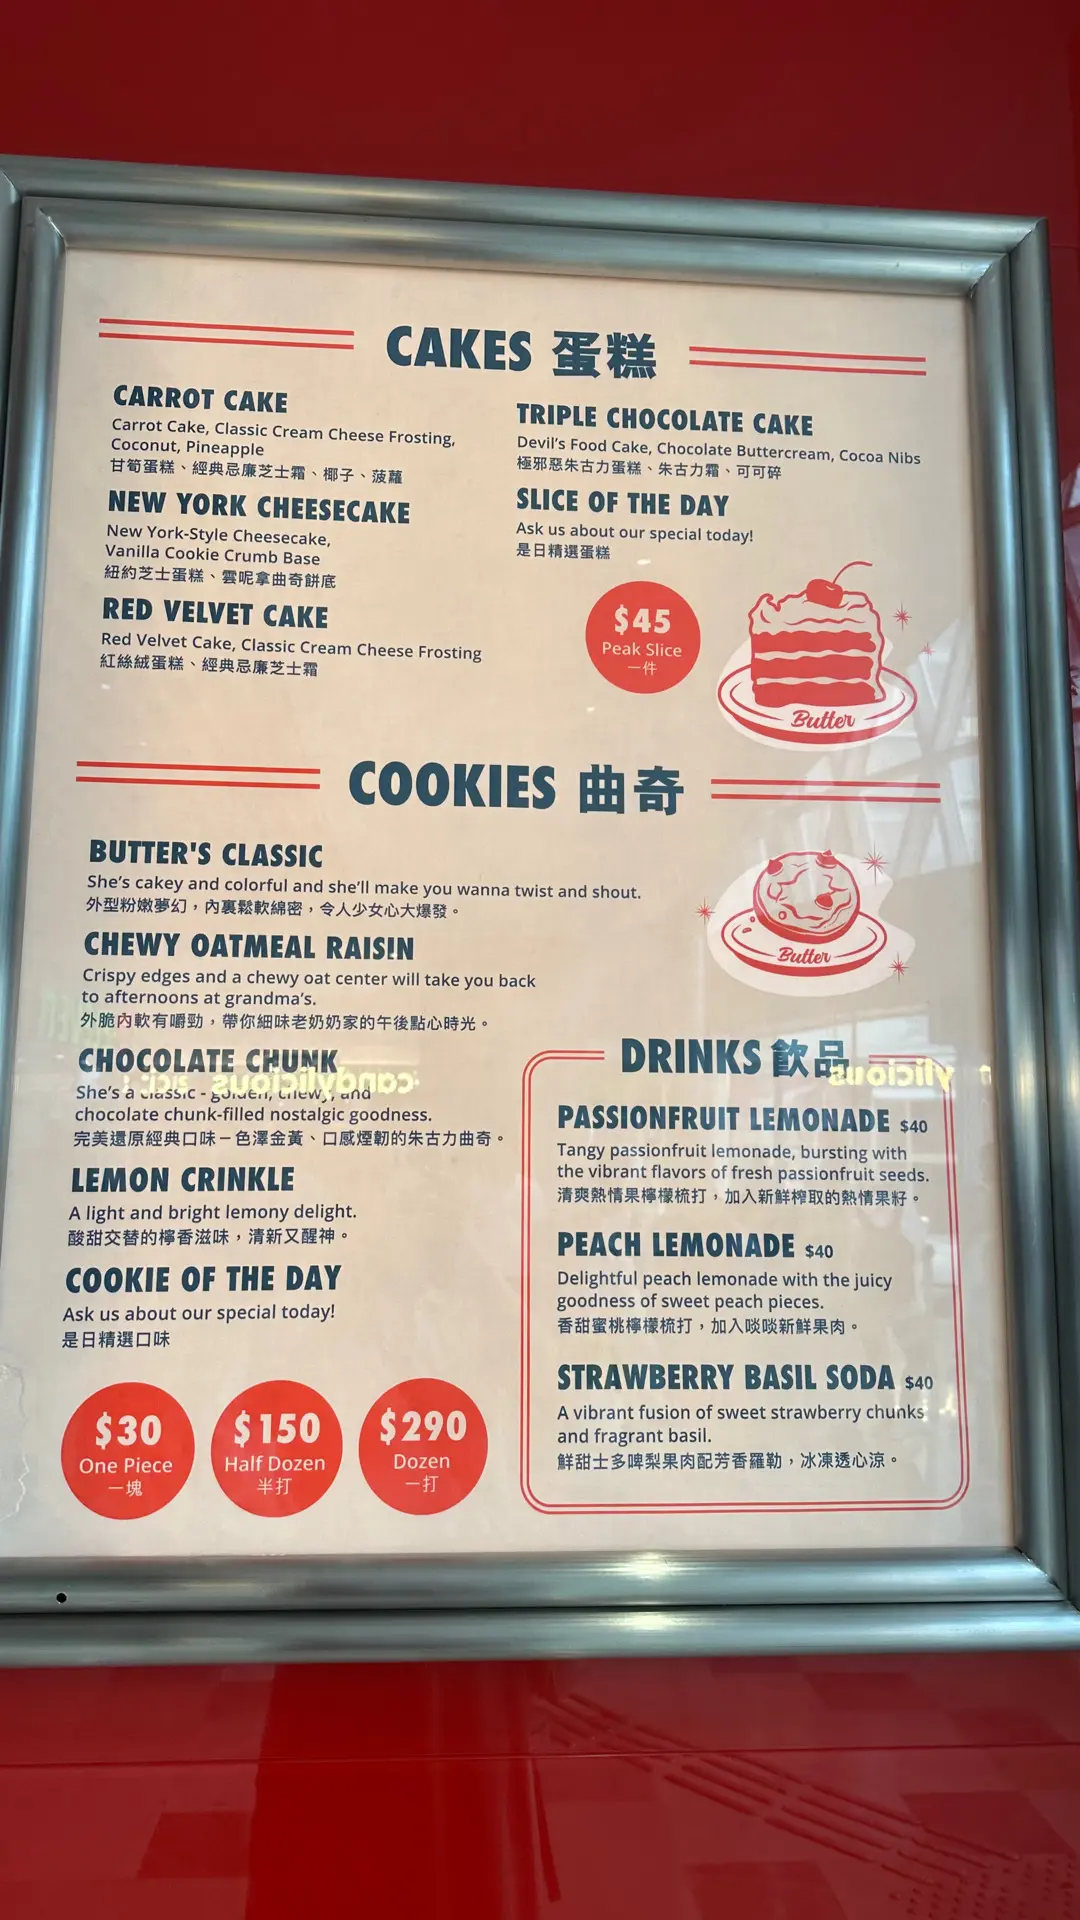 CAKES 蛋糕
CARROT CAKE
Carrot Cake, Classic Cream Cheese Frosting,
Coconut, Pineapple
甘筍蛋糕、經典忌廉芝士霜、椰子、菠蘿
NEW YORK CHEESECAKE
New York-Style Cheesecake,
Vanilla Cookie Crumb Base
紐約芝士蛋糕、雲呢拿曲奇餅底
RED VELVET CAKE
Red Velvet Cake, Classic Cream Cheese Frosting
紅絲絨蛋糕、經典忌廉芝士霜
TRIPLE CHOCOLATE CAKE
Devil's Food Cake, Chocolate Buttercream, Cocoa Nibs
極邪惡朱古力蛋糕、朱古力霜、可可碎
SLICE OF THE DAY
Ask us about our special today!
是日精選蛋糕
$45
Peak Slice
一件
Butter
COOKIES 曲奇
BUTTER'S CLASSIC
She's cakey and colorful and she'll make you wanna twist and shout.
外型粉嫩夢幻，內裏鬆軟綿密，令人少女心大爆發。
CHEWY OATMEAL RAISIN
Crispy edges and a chewy oat center will take you back
to afternoons at grandma's.
外脆內軟有嚼勁，帶你細味老奶奶家的午後點心時光。
CHOCOLATE CHUNK
She's a classic - golden, chewy, and
chocolate chunk-filled nostalgic goodness.
完美還原經典口味－色澤金黃、口感煙韌的朱古力曲奇。
LEMON CRINKLE
A light and bright lemony delight.
酸甜交替的檸香滋味，清新又醒神。
COOKIE OF THE DAY
Ask us about our special today!
是日精選口味
$30
One Piece
一塊
$150
Half Dozen
半打
$290
Dozen
一打
Butter
DRINKS 飲品
PASSIONFRUIT LEMONADE $40
Tangy passionfruit lemonade, bursting with
the vibrant flavors of fresh passionfruit seeds.
清爽熱情果檸檬梳打，加入新鮮榨取的熱情果籽。
PEACH LEMONADE $40
Delightful peach lemonade with the juicy
goodness of sweet peach pieces.
香甜蜜桃檸檬梳打，加入啖啖新鮮果肉。
STRAWBERRY BASIL SODA $40
A vibrant fusion of sweet strawberry chunks
and fragrant basil.
鮮甜士多啤梨果肉配芳香羅勒，冰凍透心涼。
candylicious